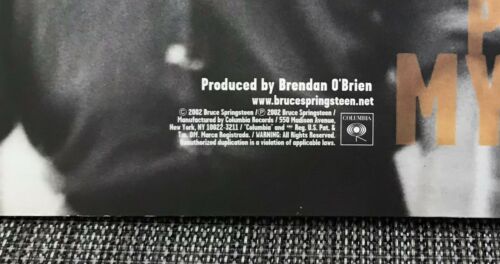 P
MY
Produced by Brendan O'Brien
www.brucespringsteen.net
© 2002 Bruce Springsteen / ℗ 2002 Bruce Springsteen /
Manufactured by Columbia Records / 550 Madison Avenue,
New York, NY 10022-3211 / "Columbia" and Reg. U.S. Pat. &
Tm. Off. Marca Registrada. / WARNING: All Rights Reserved.
Unauthorized duplication is a violation of applicable laws.
COLUMBIA